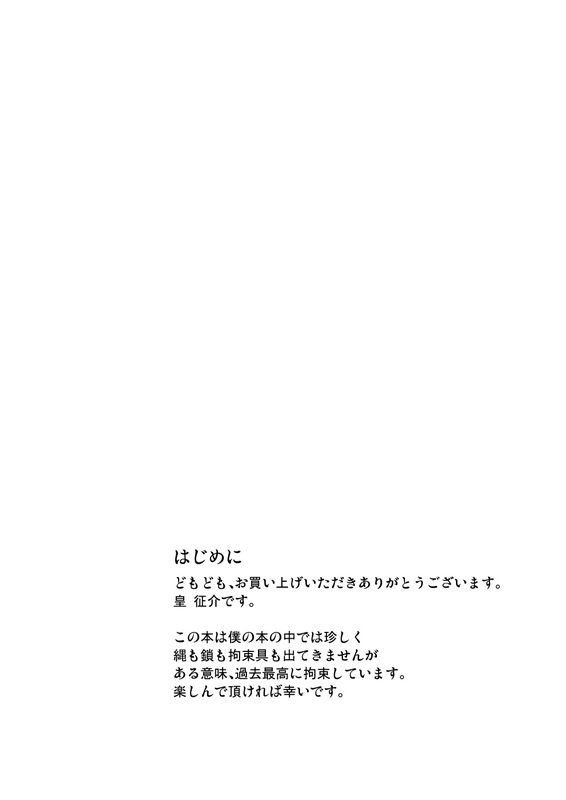 はじめに
どもども、お買い上げいただきありがとうございます。
皇 征介です。
この本は僕の本の中では珍しく
縄も鎖も拘束具も出てきませんが
ある意味、過去最高に拘束しています。
楽しんで頂ければ幸いです。